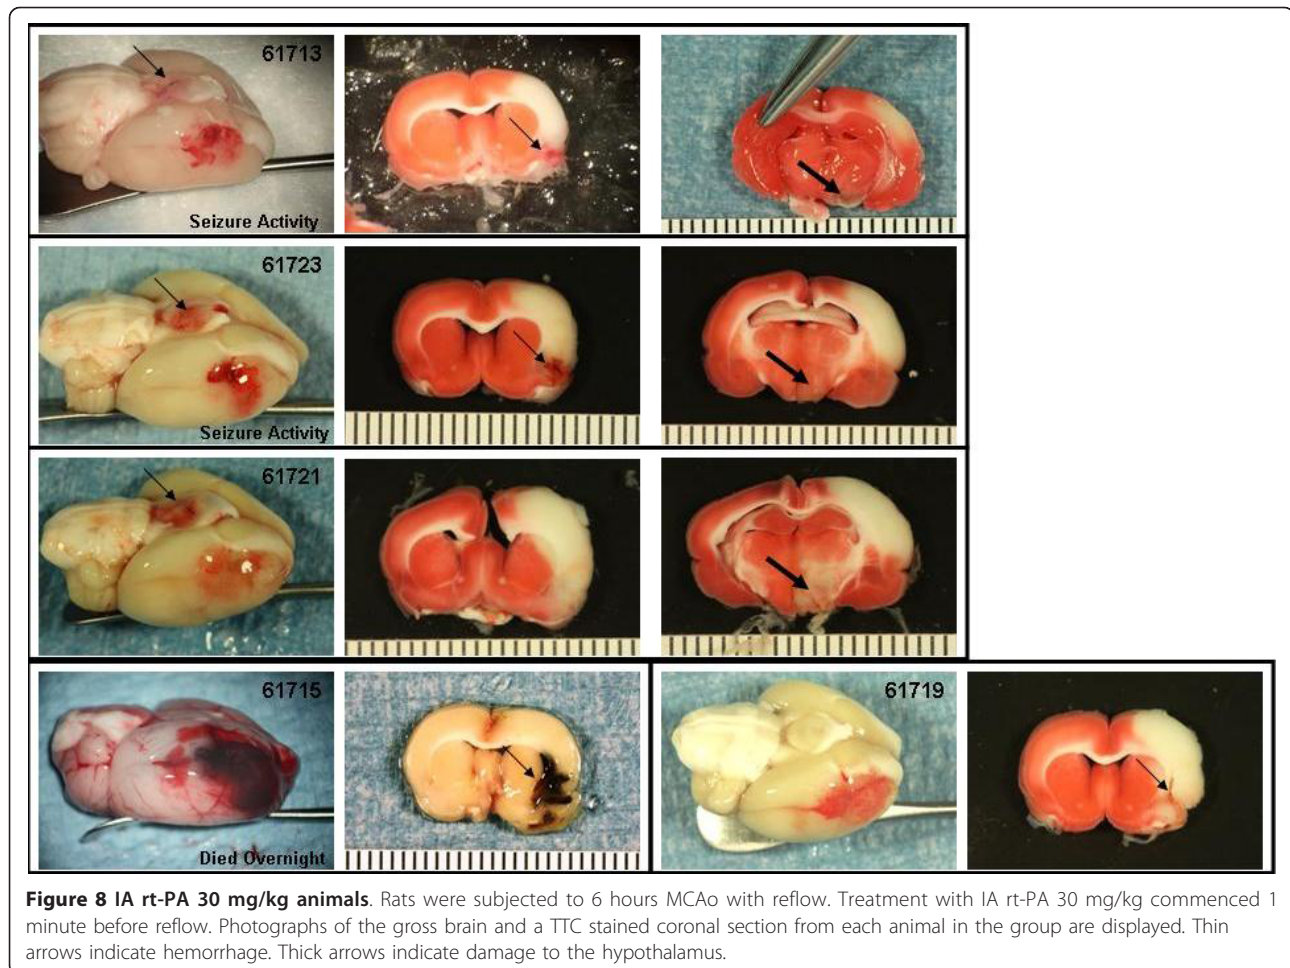 61713
Seizure Activity
61723
Seizure Activity
61721
61715
Died Overnight
61719
Figure 8 IA rt-PA 30 mg/kg animals. Rats were subjected to 6 hours MCAo with reflow. Treatment with IA rt-PA 30 mg/kg commenced 1
minute before reflow. Photographs of the gross brain and a TTC stained coronal section from each animal in the group are displayed. Thin
arrows indicate hemorrhage. Thick arrows indicate damage to the hypothalamus.